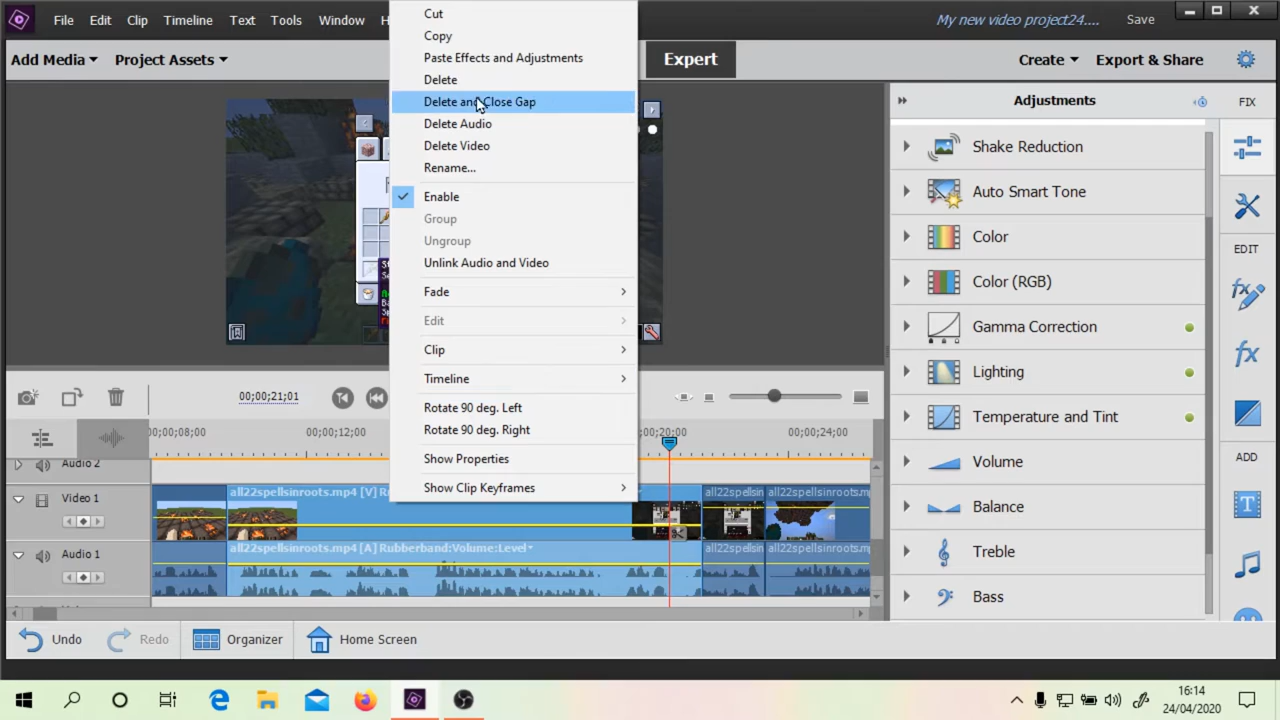 File Edit Clip Timeline Text Tools Window H
My new video project24....
Save
Add Media
Project Assets
Expert
Create
Export & Share
Cut
Copy
Paste Effects and Adjustments
Delete
Delete and Close Gap
Delete Audio
Delete Video
Rename...
Enable
Group
Ungroup
Unlink Audio and Video
Fade
Edit
Clip
Timeline
Rotate 90 deg. Left
Rotate 90 deg. Right
Show Properties
Show Clip Keyframes
Adjustments
Shake Reduction
Auto Smart Tone
Color
Color (RGB)
Gamma Correction
Lighting
Temperature and Tint
Volume
Balance
Treble
Bass
FIX
EDIT
ADD
00;00;21;01
00;00;08;00
00;00;12;00
00;20;00
00;00;24;00
Audio 2
Video 1
all22spellsinroots.mp4 [V] Ru
all22spellsin
all22spellsinroots.m
Audio 1
all22spellsinroots.mp4 [A] Rubberband:Volume:Level
all22spellsin
all22spellsinroots.m
Undo
Redo
Organizer
Home Screen
16:14
24/04/2020